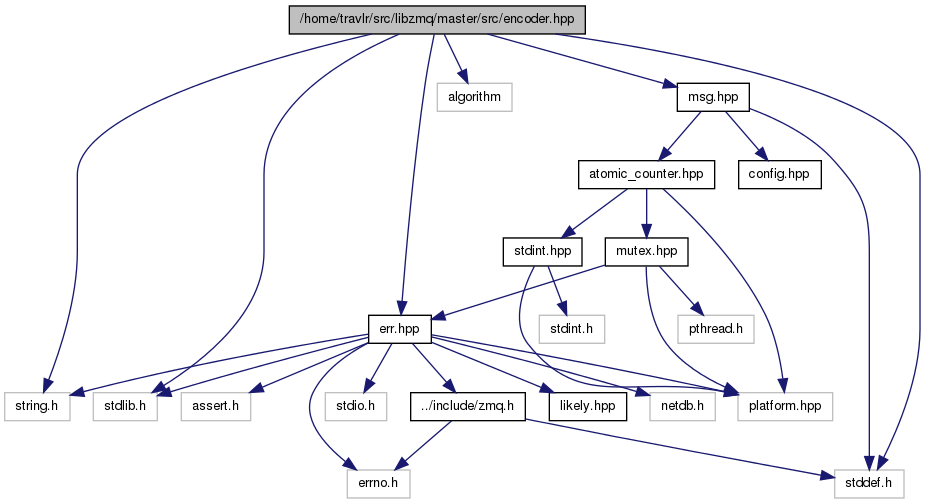 /home/travlr/src/libzmq/master/src/encoder.hpp
algorithm
msg.hpp
atomic_counter.hpp
config.hpp
stdint.hpp
mutex.hpp
err.hpp
stdint.h
pthread.h
string.h
stdlib.h
assert.h
stdio.h
../include/zmq.h
likely.hpp
netdb.h
platform.hpp
errno.h
stddef.h